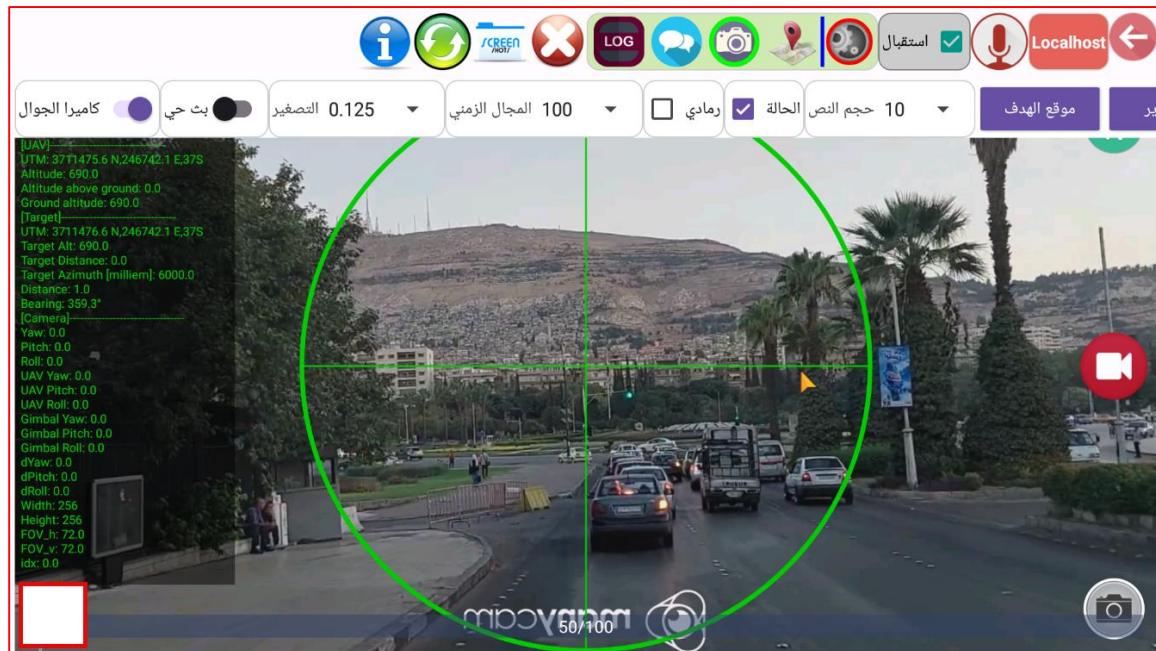 LOG
استقبال
Localhost
SCREEN
/HOT/
كاميرا الجوال
بث حي
التصغير 0.125
المجال الزمني 100
رمادي
الحالة
حجم النص 10
موقع الهدف
ير
[UAV]--------------------------------
UTM: 3711475.6 N,246742.1 E,37S
Altitude: 690.0
Altitude above ground: 0.0
Ground altitude: 690.0
[Target]--------------------------------
UTM: 3711476.6 N,246742.1 E,37S
Target Alt: 690.0
Target Distance: 0.0
Target Azimuth [milliem]: 6000.0
Distance: 1.0
Bearing: 359.3°
[Camera]--------------------------------
Yaw: 0.0
Pitch: 0.0
Roll: 0.0
UAV Yaw: 0.0
UAV Pitch: 0.0
UAV Roll: 0.0
Gimbal Yaw: 0.0
Gimbal Pitch: 0.0
Gimbal Roll: 0.0
dYaw: 0.0
dPitch: 0.0
dRoll: 0.0
Width: 256
Height: 256
FOV_h: 72.0
FOV_v: 72.0
idx: 0.0
manycam
50/100